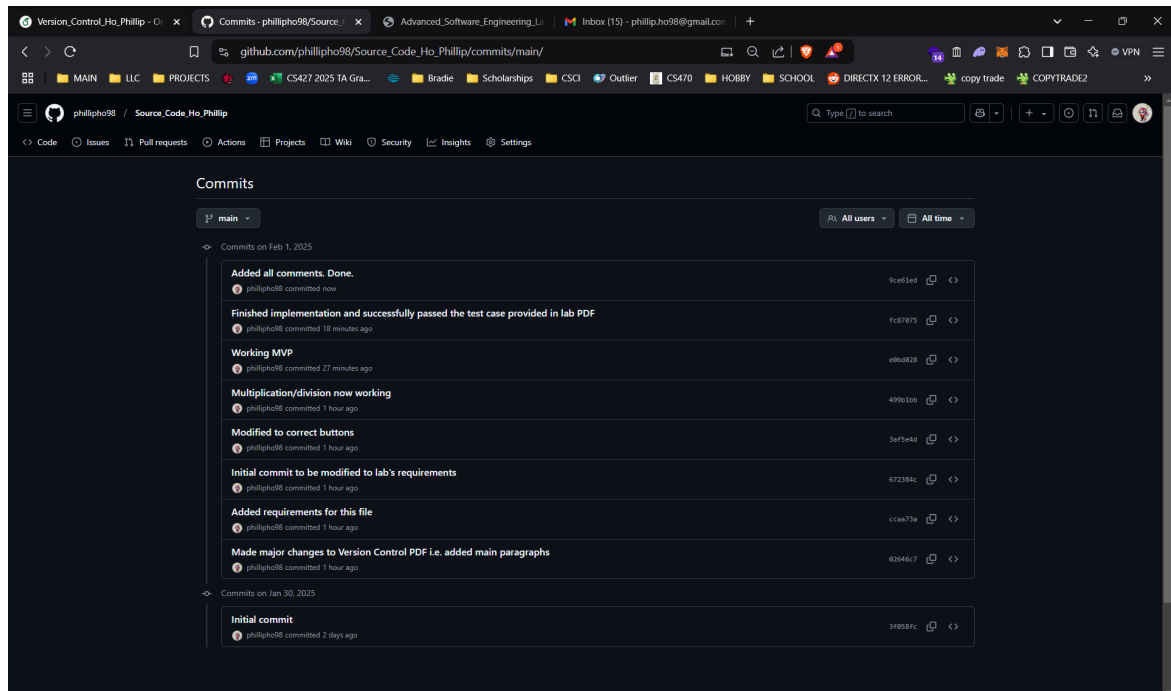 Version_Control_Ho_Phillip - Or
Commits · phillipho98/Source_C
Advanced_Software_Engineering_La
Inbox (15) - phillip.ho98@gmail.com
github.com/phillipho98/Source_Code_Ho_Phillip/commits/main/
14
VPN
MAIN
LLC
PROJECTS
zm
CS427 2025 TA Gra...
Bradie
Scholarships
CSCI
Outlier
CS470
HOBBY
SCHOOL
DIRECTX 12 ERROR...
copy trade
COPYTRADE2
»
phillipho98 / Source_Code_Ho_Phillip
Type / to search
Code
Issues
Pull requests
Actions
Projects
Wiki
Security
Insights
Settings
Commits
main
All users
All time
Commits on Feb 1, 2025
Added all comments. Done.
phillipho98 committed now
9ce61ed
Finished implementation and successfully passed the test case provided in lab PDF
phillipho98 committed 18 minutes ago
fc87075
Working MVP
phillipho98 committed 27 minutes ago
e0bd028
Multiplication/division now working
phillipho98 committed 1 hour ago
499b1bb
Modified to correct buttons
phillipho98 committed 1 hour ago
3af5e4d
Initial commit to be modified to lab's requirements
phillipho98 committed 1 hour ago
672384c
Added requirements for this file
phillipho98 committed 1 hour ago
ccaa73a
Made major changes to Version Control PDF i.e. added main paragraphs
phillipho98 committed 1 hour ago
02646c7
Commits on Jan 30, 2025
Initial commit
phillipho98 committed 2 days ago
3f058fc